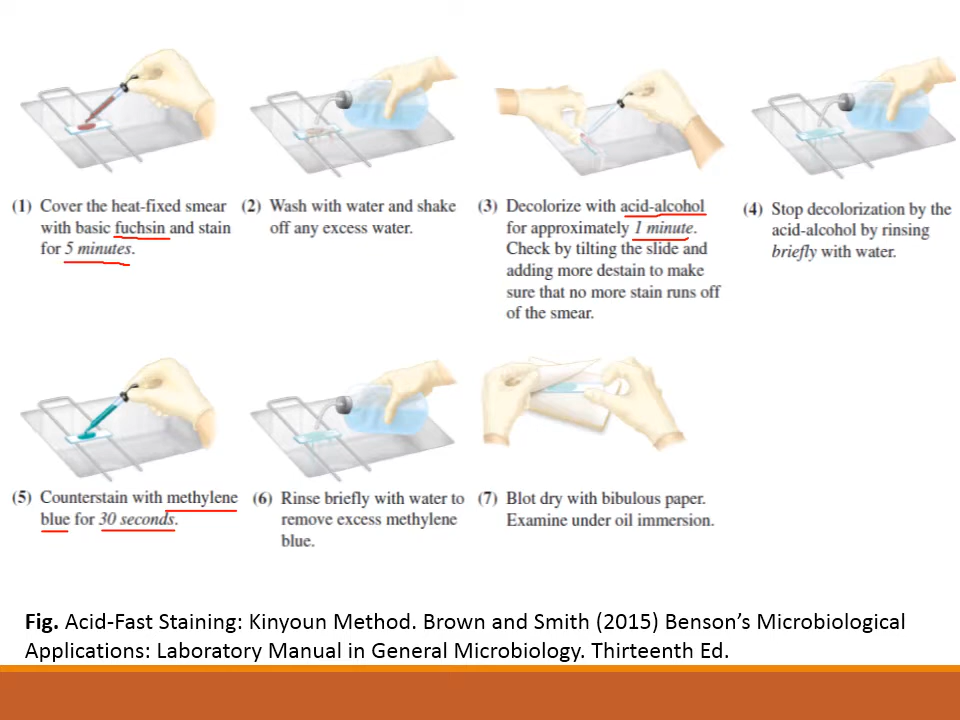 (1) Cover the heat-fixed smear
with basic fuchsin and stain
for 5 minutes.
(2) Wash with water and shake
off any excess water.
(3) Decolorize with acid-alcohol
for approximately 1 minute.
Check by tilting the slide and
adding more destain to make
sure that no more stain runs off
of the smear.
(4) Stop decolorization by the
acid-alcohol by rinsing
briefly with water.
(5) Counterstain with methylene
blue for 30 seconds.
(6) Rinse briefly with water to
remove excess methylene
blue.
(7) Blot dry with bibulous paper.
Examine under oil immersion.
Fig. Acid-Fast Staining: Kinyoun Method. Brown and Smith (2015) Benson’s Microbiological
Applications: Laboratory Manual in General Microbiology. Thirteenth Ed.